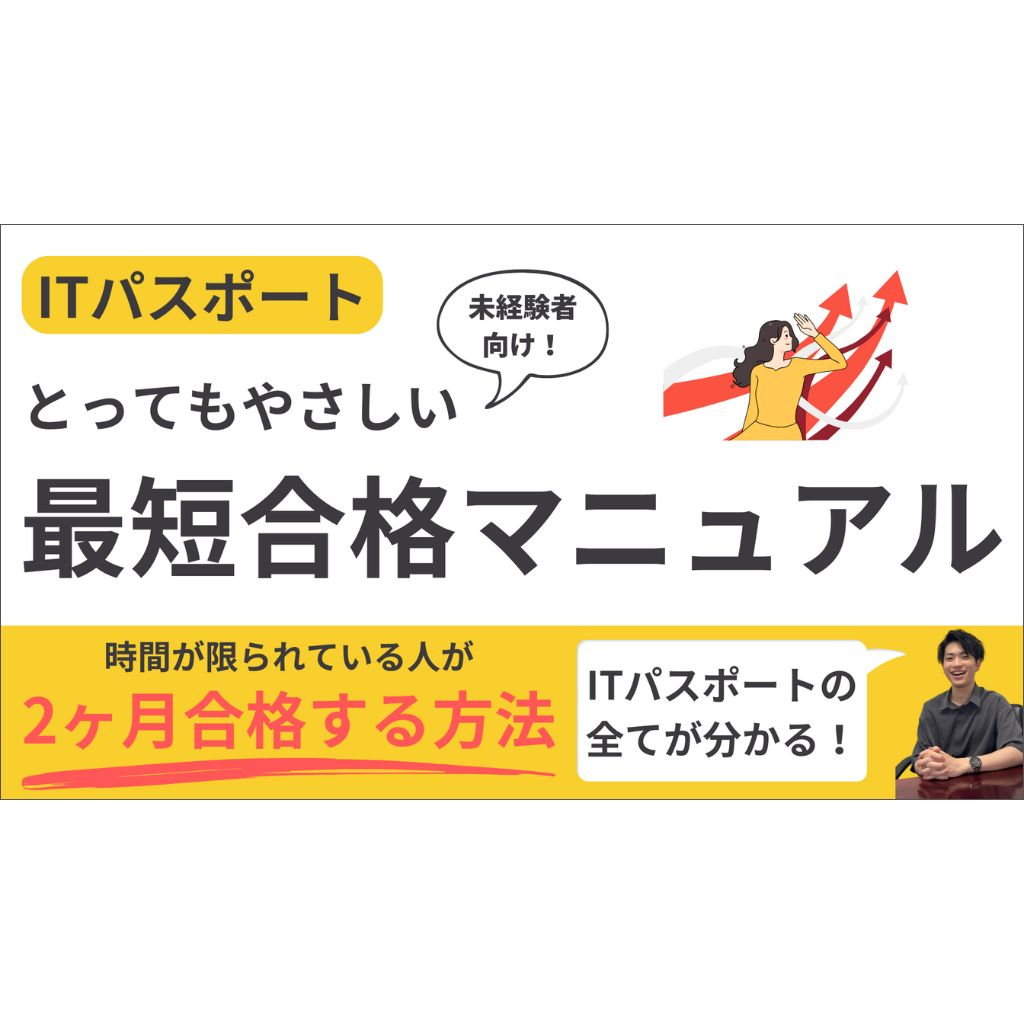 ITパスポート
未経験者
向け！
とってもやさしい
最短合格マニュアル
時間が限られている人が
2ヶ月合格する方法
ITパスポートの
全てが分かる！